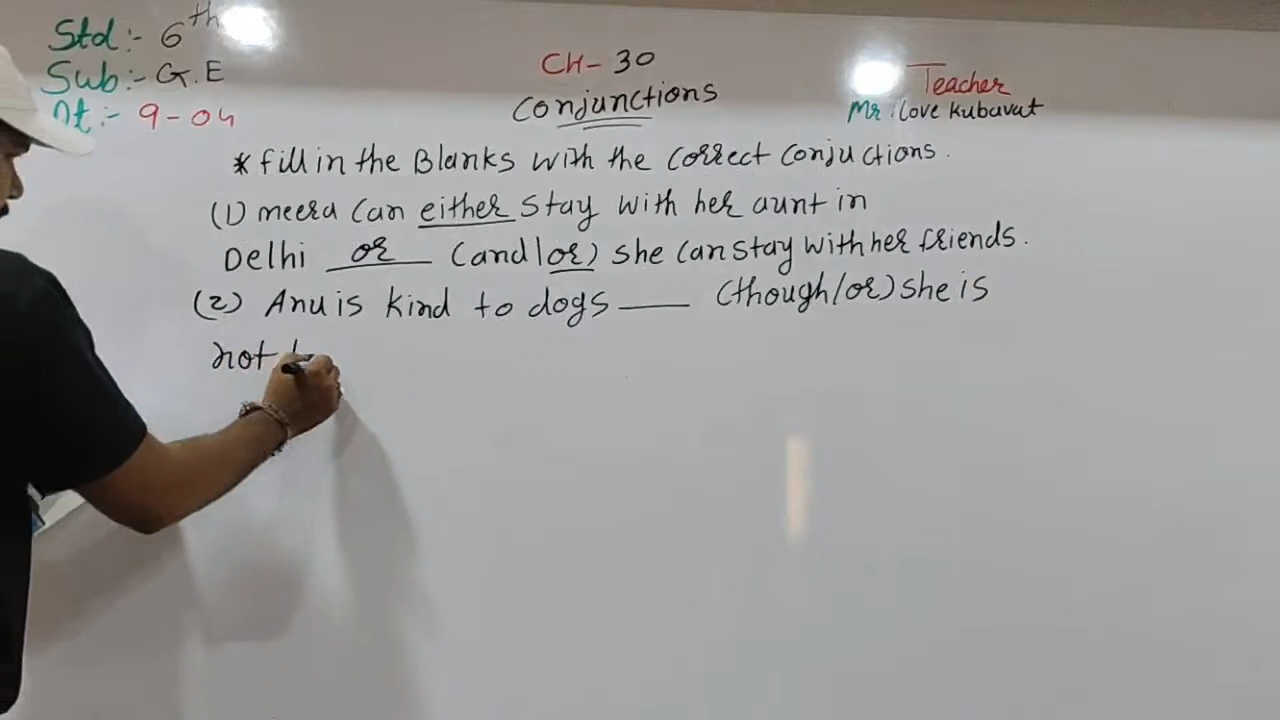 Std:- 6th
Sub:- G.E
Dt:- 9-04
CH- 30
Conjunctions
Teacher
Mr : Love Kubavat
* fill in the Blanks with the Correct Conjuctions.
(1) meera Can either Stay with her aunt in
Delhi or (and/or) she Can stay with her friends.
(2) Anu is kind to dogs ___ (though/or) she is
not